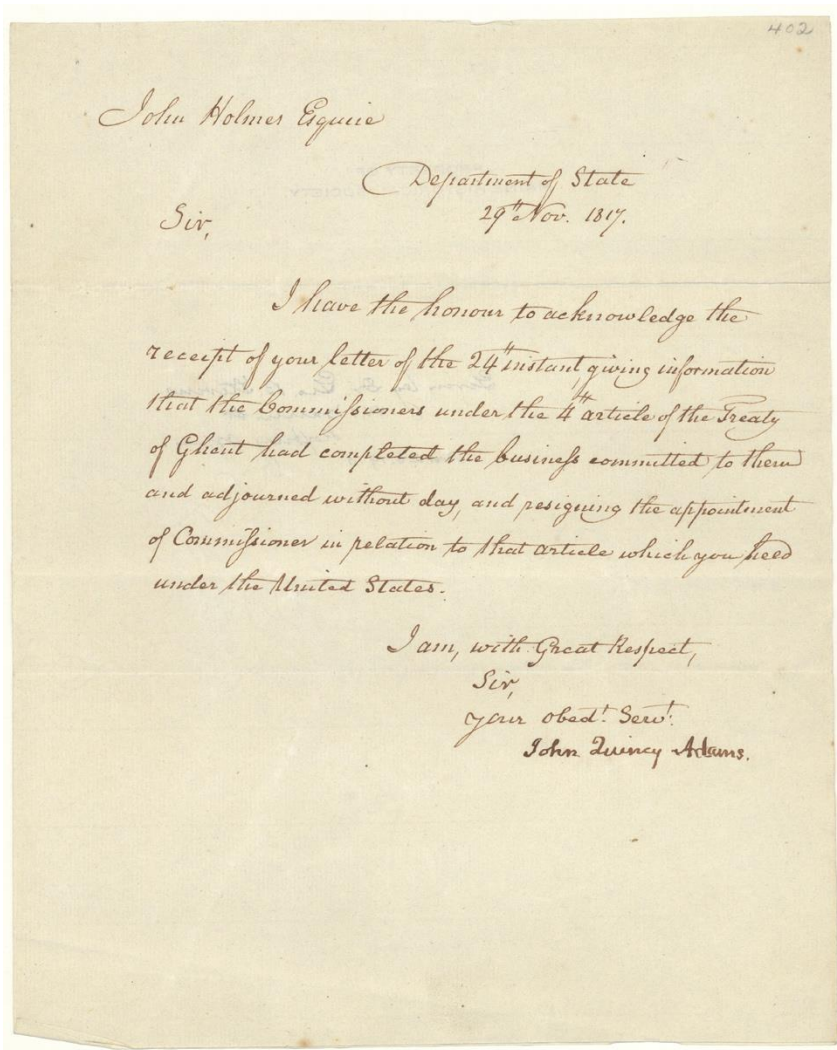 402
John Holmes Esquire
Department of State
29th Nov. 1817.
Sir,
I have the honour to acknowledge the
receipt of your letter of the 24th instant, giving information
that the Commissioners under the 4th article of the Treaty
of Ghent had completed the business committed to them
and adjourned without day, and resigning the appointment
of Commissioner in relation to that article which you held
under the United States.
I am, with Great Respect,
Sir,
your obedt. Servt.
John Quincy Adams.